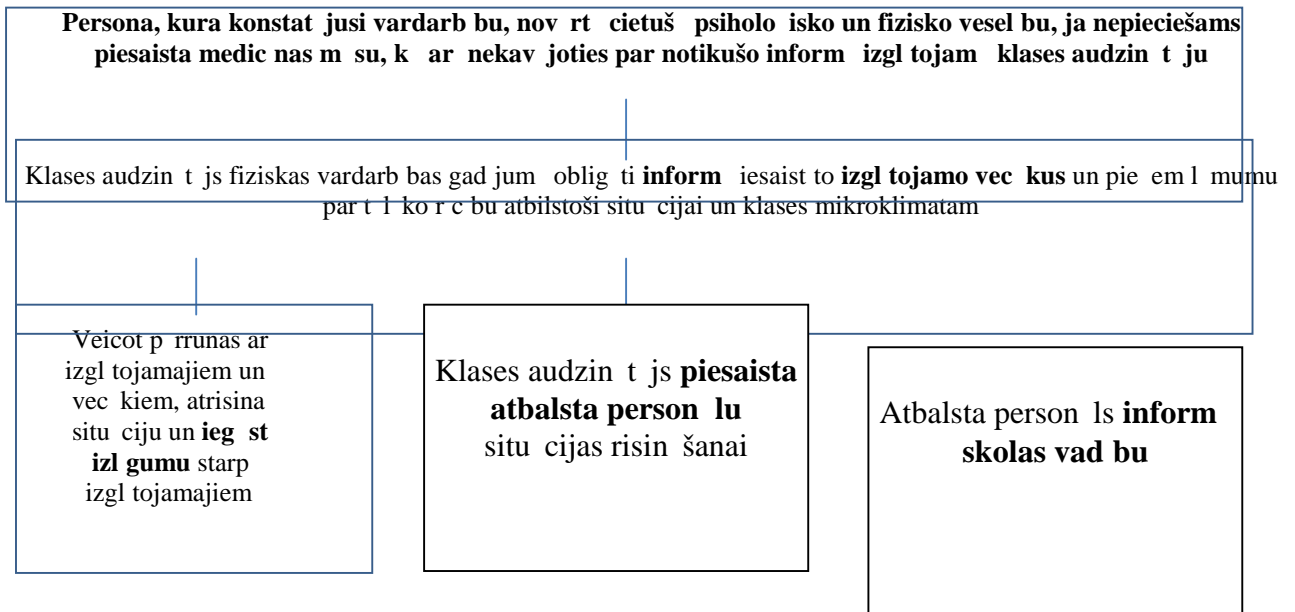 Persona, kura konstat jusi vardarb bu, nov rt cietuš psiholo isko un fizisko vesel bu, ja nepieciešams
piesaista medic nas m su, k ar nekav joties par notikušo inform izgl tojam klases audzin t ju
Klases audzin t js fiziskas vardarb bas gad jum oblig ti inform iesaist to izgl tojamo vec kus un pie em l mumu
par t l ko r c bu atbilstoši situ cijai un klases mikroklimatam
Veicot p rrunas ar
izgl tojamajiem un
vec kiem, atrisina
situ ciju un ieg st
izl gumu starp
izgl tojamajiem
Klases audzin t js piesaista
atbalsta person lu
situ cijas risin šanai
Atbalsta person ls inform
skolas vad bu